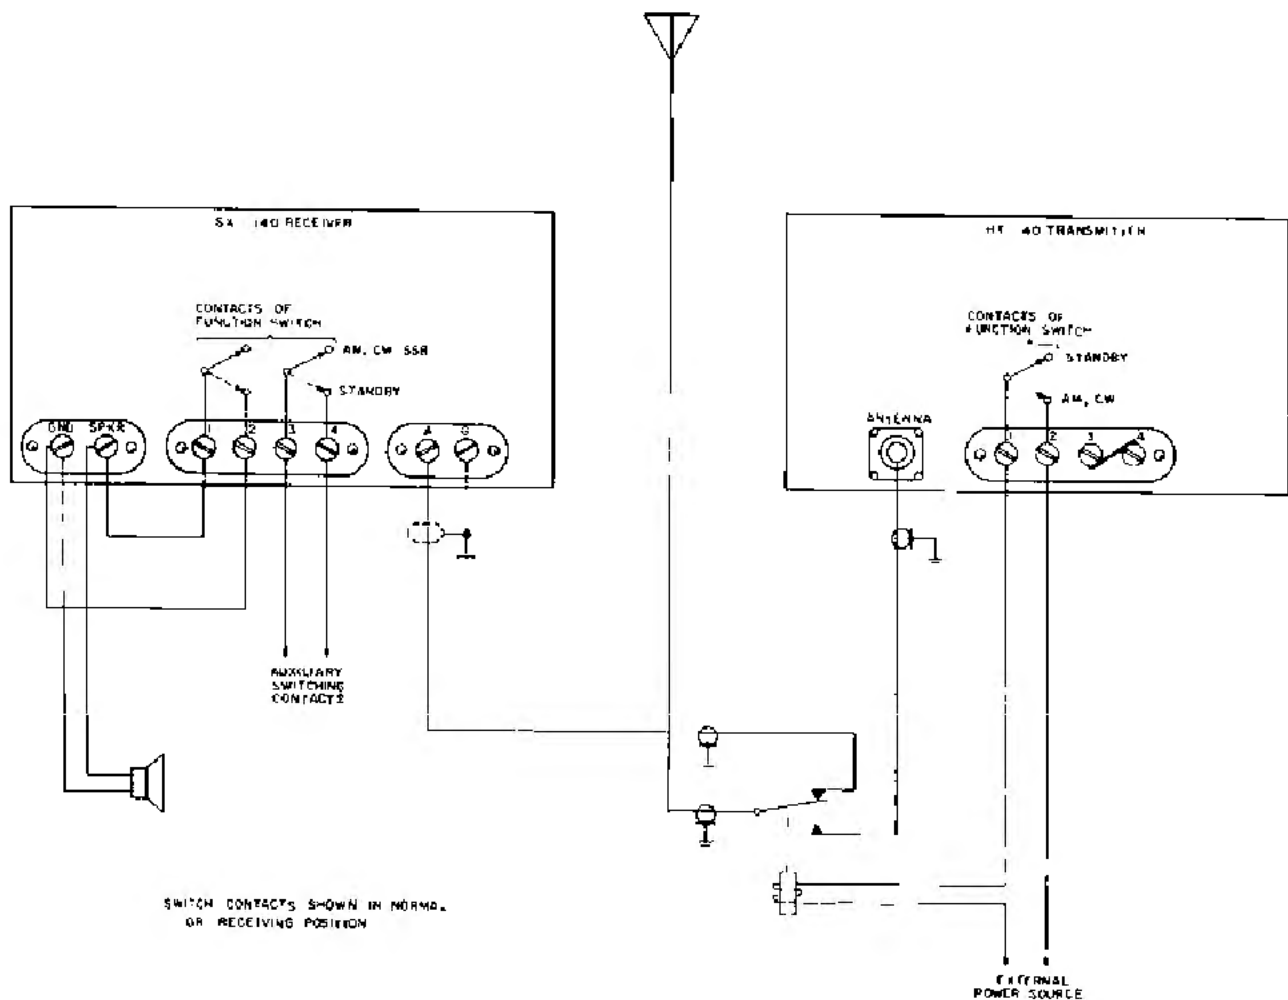 SX 140 RECEIVER
CONTACTS OF
FUNCTION SWITCH
AM, CW SSB
STANDBY
GND SPKR 1 2 3 4 A G
AUXILIARY
SWITCHING
CONTACTS
SWITCH CONTACTS SHOWN IN NORMAL
OR RECEIVING POSITION
HT 40 TRANSMITTER
CONTACTS OF
FUNCTION SWITCH
STANDBY
AM, CW
ANTENNA
1 2 3 4
EXTERNAL
POWER SOURCE